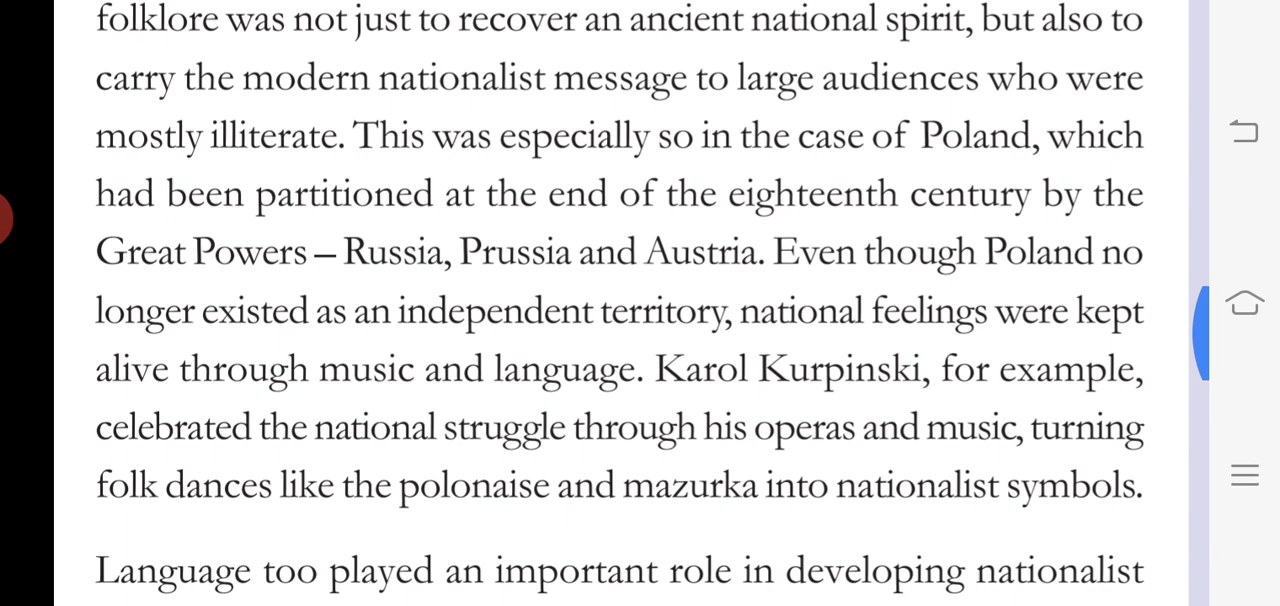 folklore was not just to recover an ancient national spirit, but also to
carry the modern nationalist message to large audiences who were
mostly illiterate. This was especially so in the case of Poland, which
had been partitioned at the end of the eighteenth century by the
Great Powers – Russia, Prussia and Austria. Even though Poland no
longer existed as an independent territory, national feelings were kept
alive through music and language. Karol Kurpinski, for example,
celebrated the national struggle through his operas and music, turning
folk dances like the polonaise and mazurka into nationalist symbols.
Language too played an important role in developing nationalist